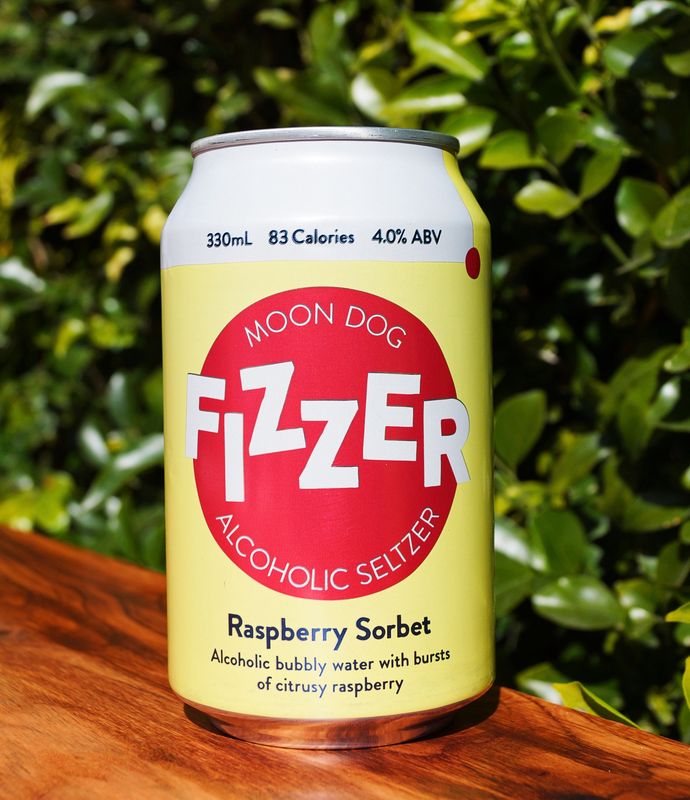 330mL 83 Calories 4.0% ABV
MOON DOG
FIZZER
ALCOHOLIC SELTZER
Raspberry Sorbet
Alcoholic bubbly water with bursts
of citrusy raspberry